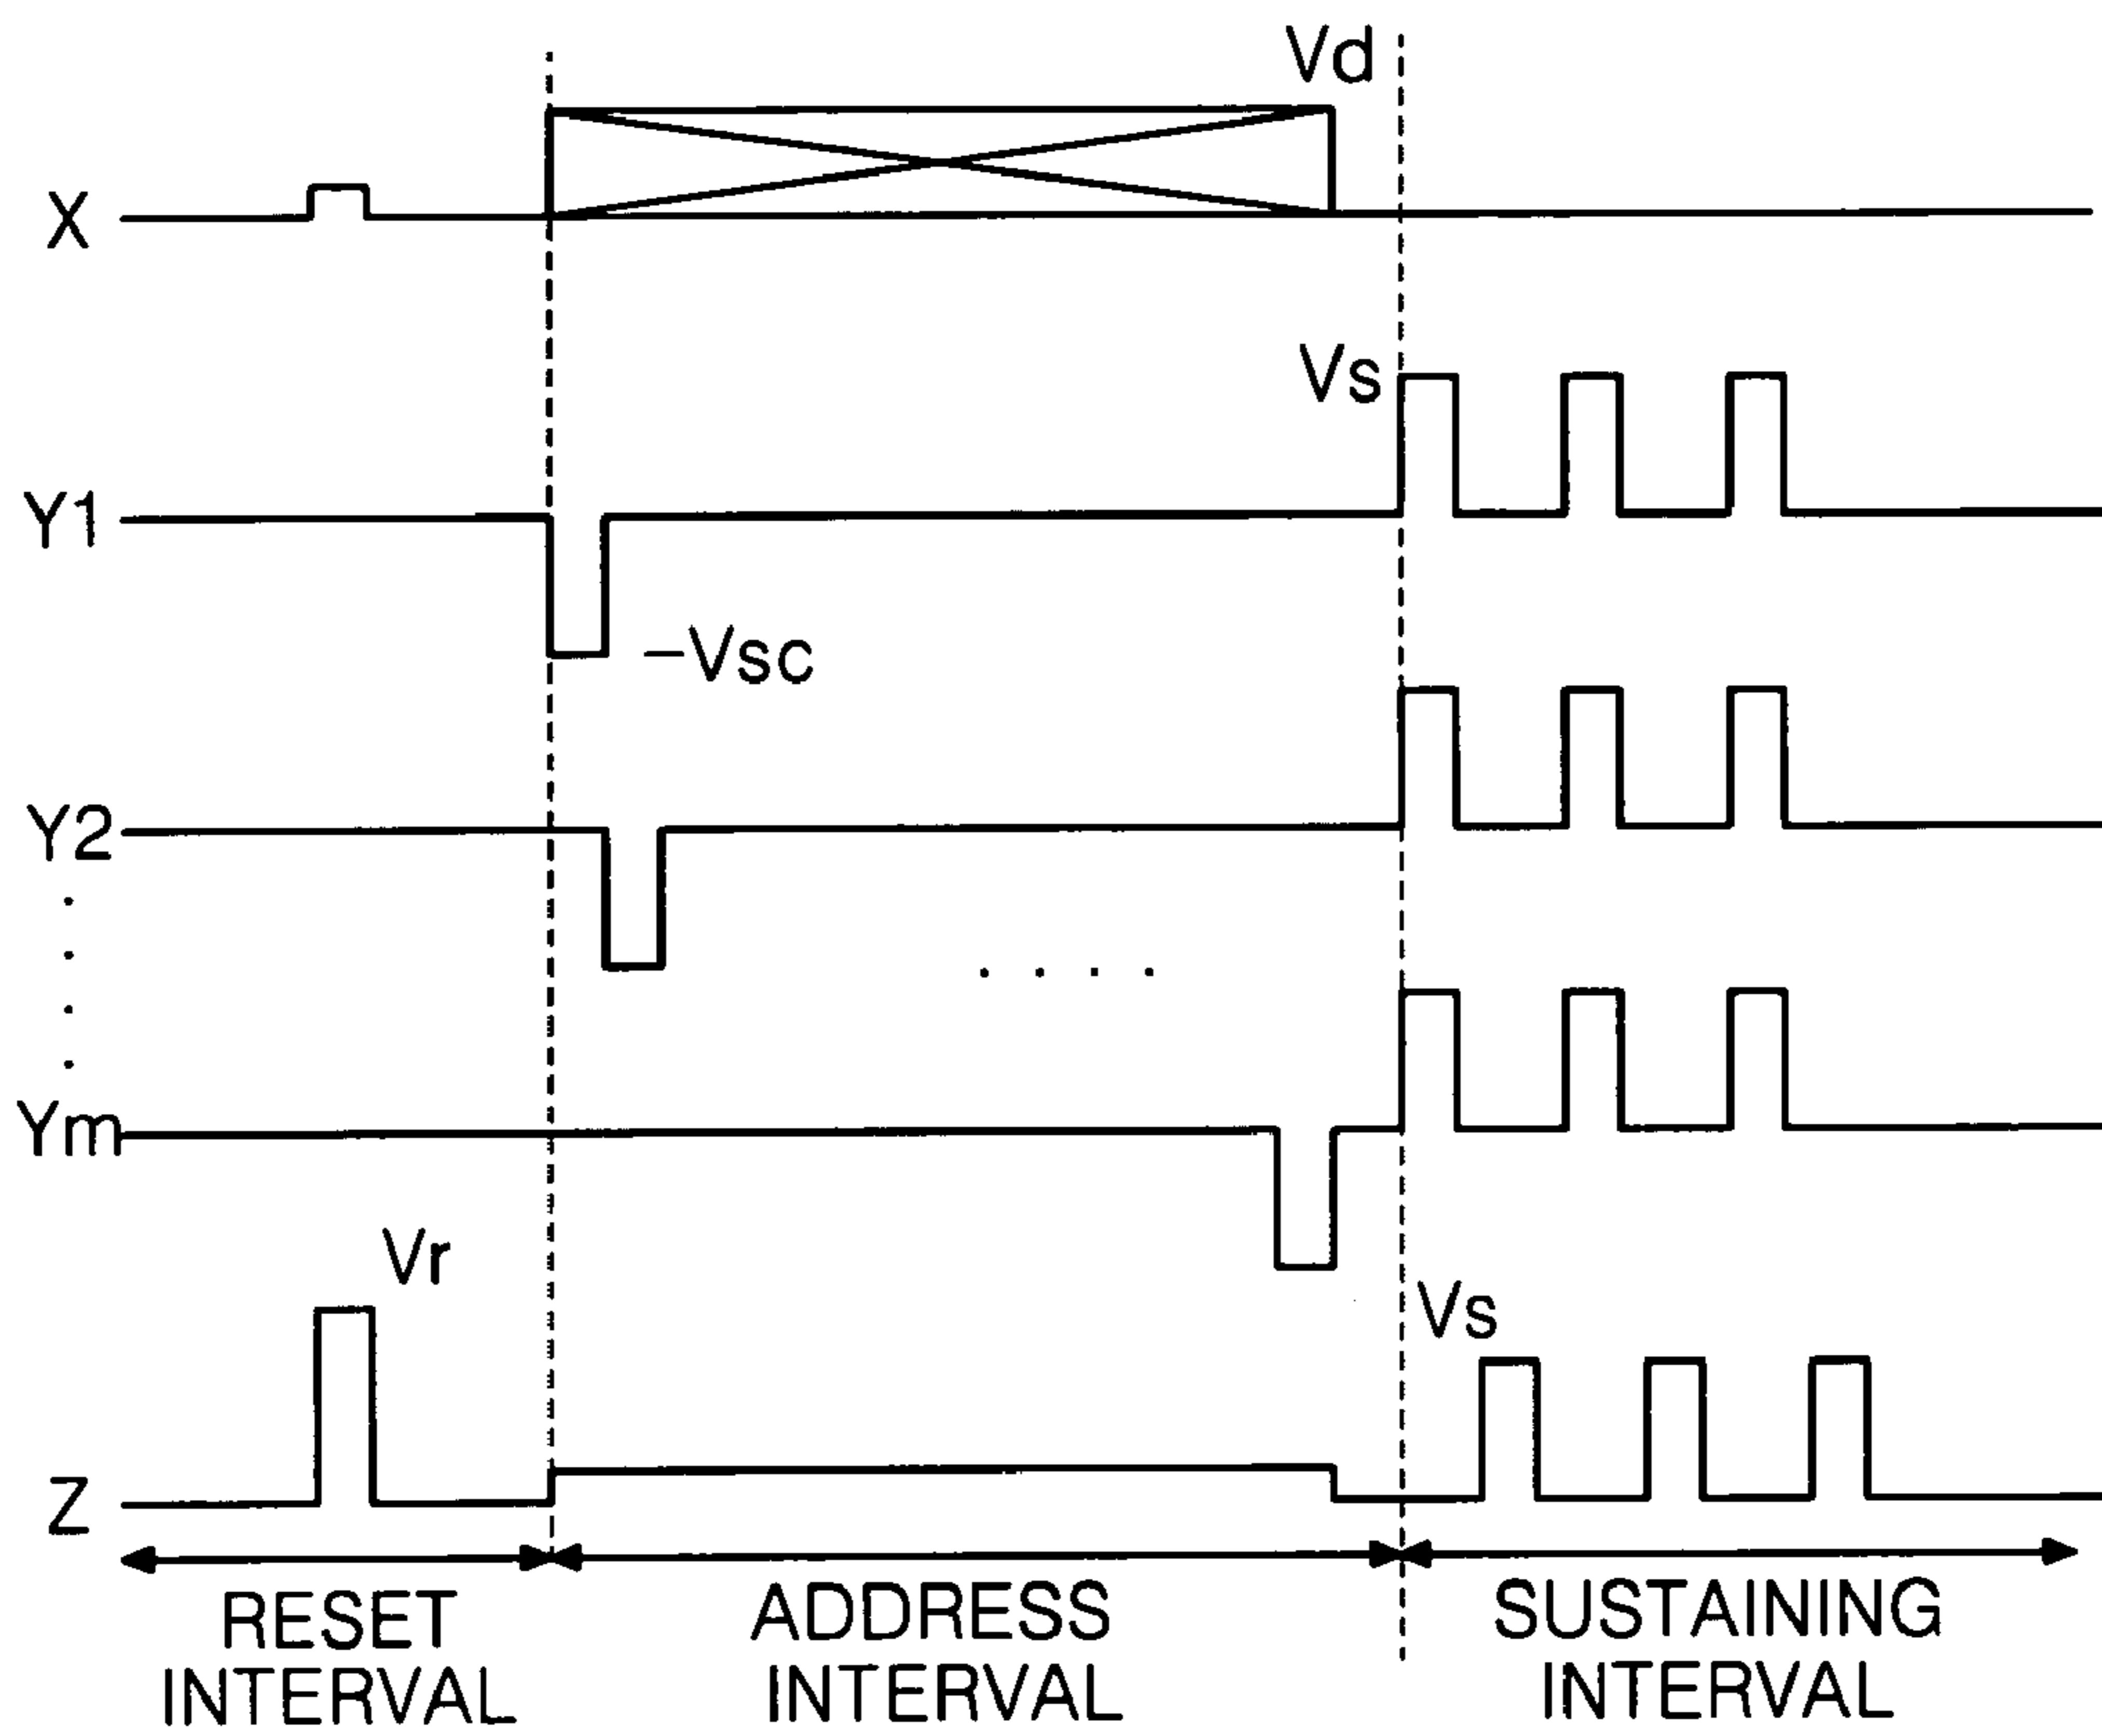 Vd
X
Vs
Y1
-Vsc
Y2
Ym
Vr
Vs
Z
RESET INTERVAL
ADDRESS INTERVAL
SUSTAINING INTERVAL